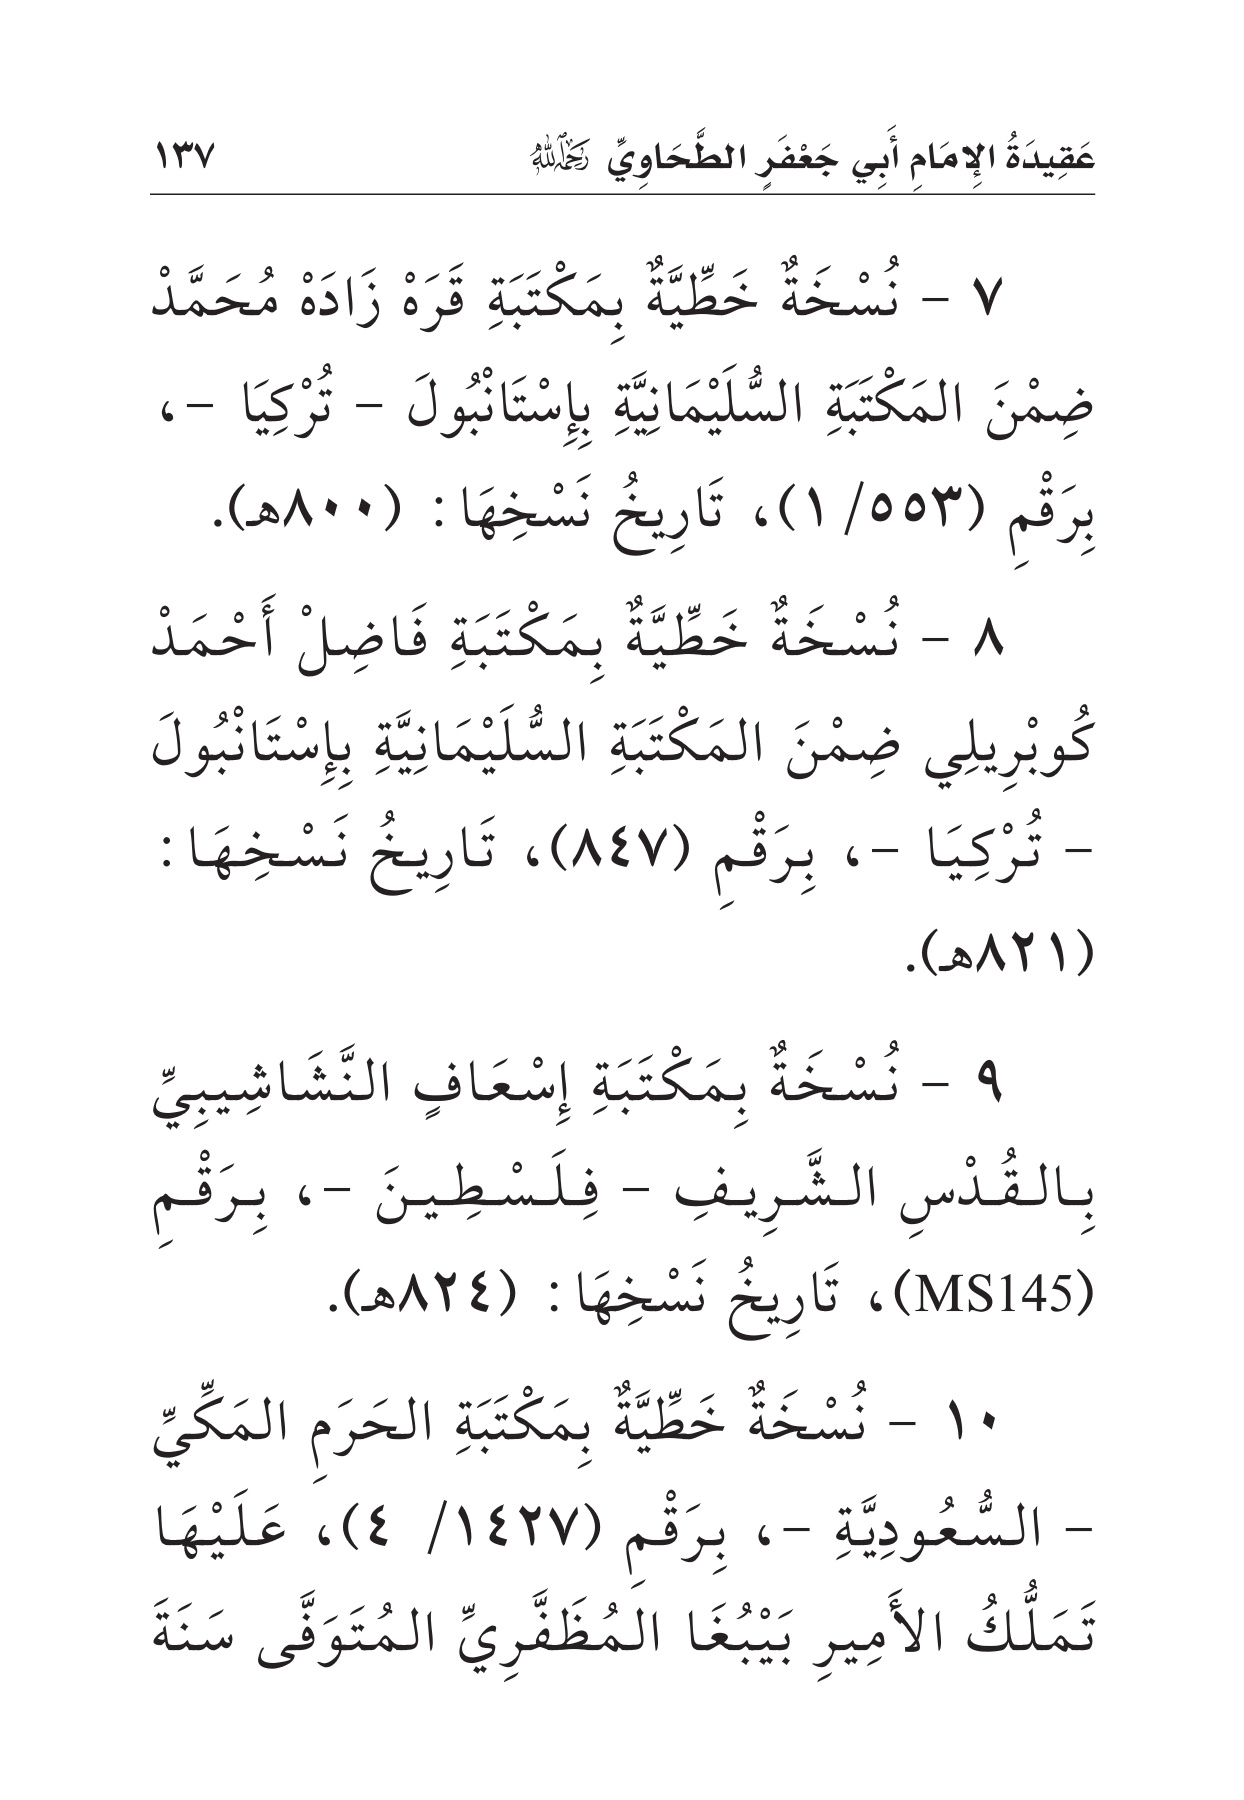 عَقِيدَةُ الإِمَامِ أَبِي جَعْفَرٍ الطَّحَاوِيِّ رَحِمَهُ اللَّهُ ١٣٧
٧ - نُسْخَةٌ خَطِّيَّةٌ بِمَكْتَبَةِ قَرَهْ زَادَهْ مُحَمَّدْ
ضِمْنَ المَكْتَبَةِ السُّلَيْمَانِيَّةِ بِإِسْتَانْبُولَ - تُرْكِيَا -،
بِرَقْمِ (٥٥٣/ ١)، تَارِيخُ نَسْخِهَا: (٨٠٠هـ).
٨ - نُسْخَةٌ خَطِّيَّةٌ بِمَكْتَبَةِ فَاضِلْ أَحْمَدْ
كُوبْرِيلِي ضِمْنَ المَكْتَبَةِ السُّلَيْمَانِيَّةِ بِإِسْتَانْبُولَ
- تُرْكِيَا -، بِرَقْمِ (٨٤٧)، تَارِيخُ نَسْخِهَا:
(٨٢١هـ).
٩ - نُسْخَةٌ بِمَكْتَبَةِ إِسْعَافٍ النَّشَاشِيبِيِّ
بِالقُدْسِ الشَّرِيفِ - فِلَسْطِينَ -، بِرَقْمِ
(MS145)، تَارِيخُ نَسْخِهَا: (٨٢٤هـ).
١٠ - نُسْخَةٌ خَطِّيَّةٌ بِمَكْتَبَةِ الحَرَمِ المَكِّيِّ
- السُّعُودِيَّةِ -، بِرَقْمِ (١٤٢٧/ ٤)، عَلَيْهَا
تَمَلُّكُ الأَمِيرِ بَيْبُغَا المُظَفَّرِيِّ المُتَوَفَّى سَنَةَ